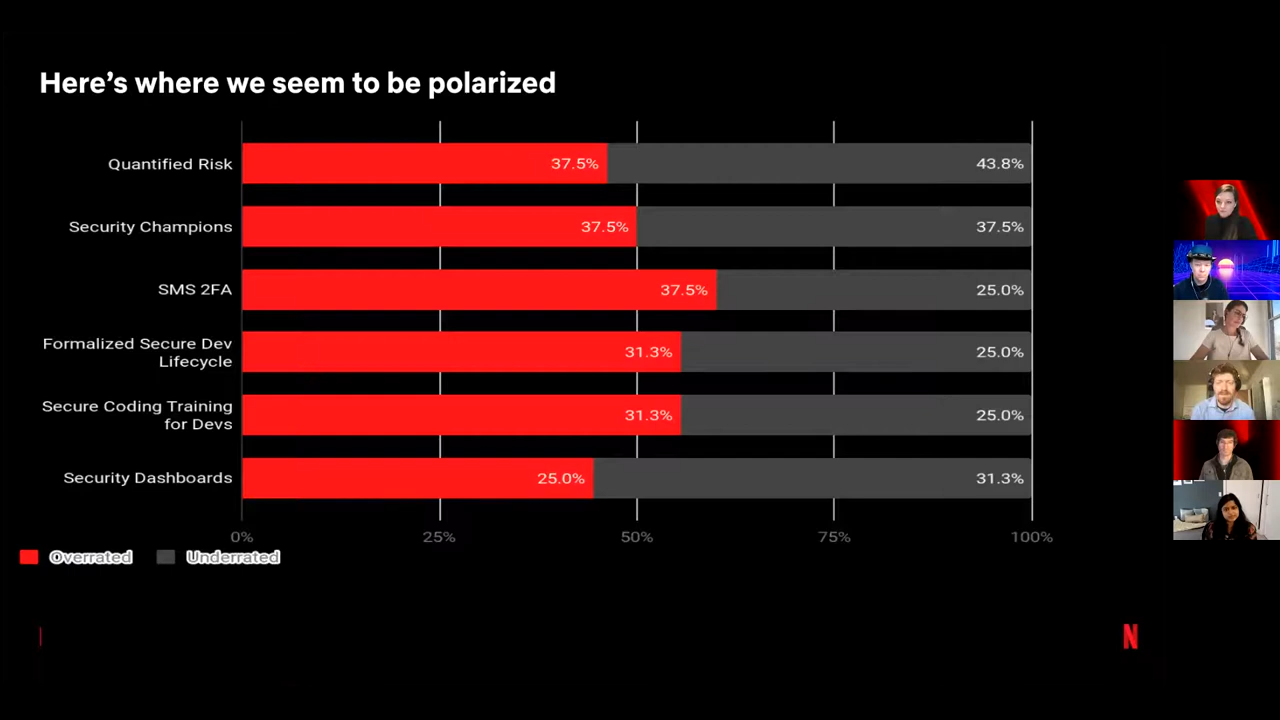 Here's where we seem to be polarized
Quantified Risk
37.5%
43.8%
Security Champions
37.5%
37.5%
SMS 2FA
37.5%
25.0%
Formalized Secure Dev
Lifecycle
31.3%
25.0%
Secure Coding Training
for Devs
31.3%
25.0%
Security Dashboards
25.0%
31.3%
0%
25%
50%
75%
100%
Overrated
Underrated
N